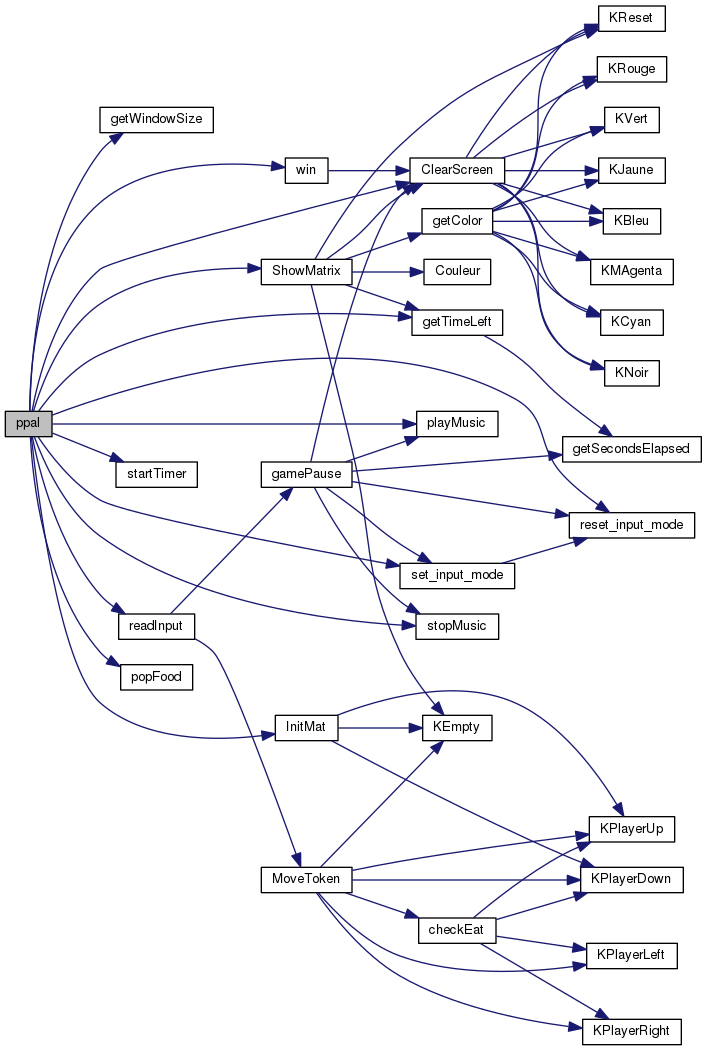 KReset
KRouge
getWindowSize
KVert
win
ClearScreen
KJaune
getColor
KBleu
ShowMatrix
Couleur
KMAgenta
getTimeLeft
KCyan
KNoir
ppal
playMusic
getSecondsElapsed
startTimer
gamePause
reset_input_mode
set_input_mode
readInput
stopMusic
popFood
InitMat
KEmpty
KPlayerUp
MoveToken
KPlayerDown
checkEat
KPlayerLeft
KPlayerRight